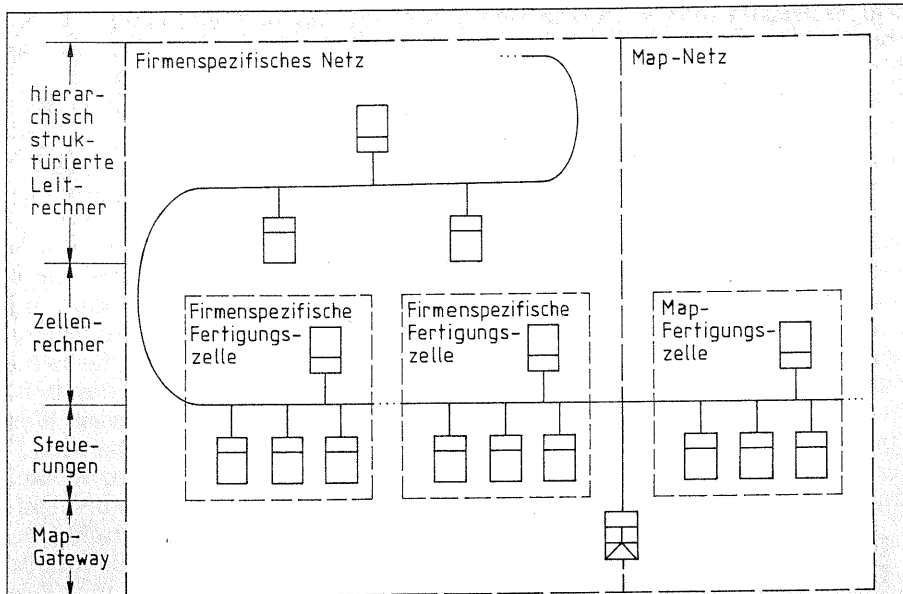 Firmenspezifisches Netz
Map-Netz
hierar-
chisch
struk-
turierte
Leit-
rechner
Zellen-
rechner
Steue-
rungen
Map-
Gateway
Firmenspezifische
Fertigungs-
zelle
Firmenspezifische
Fertigungs-
zelle
Map-
Fertigungs-
zelle